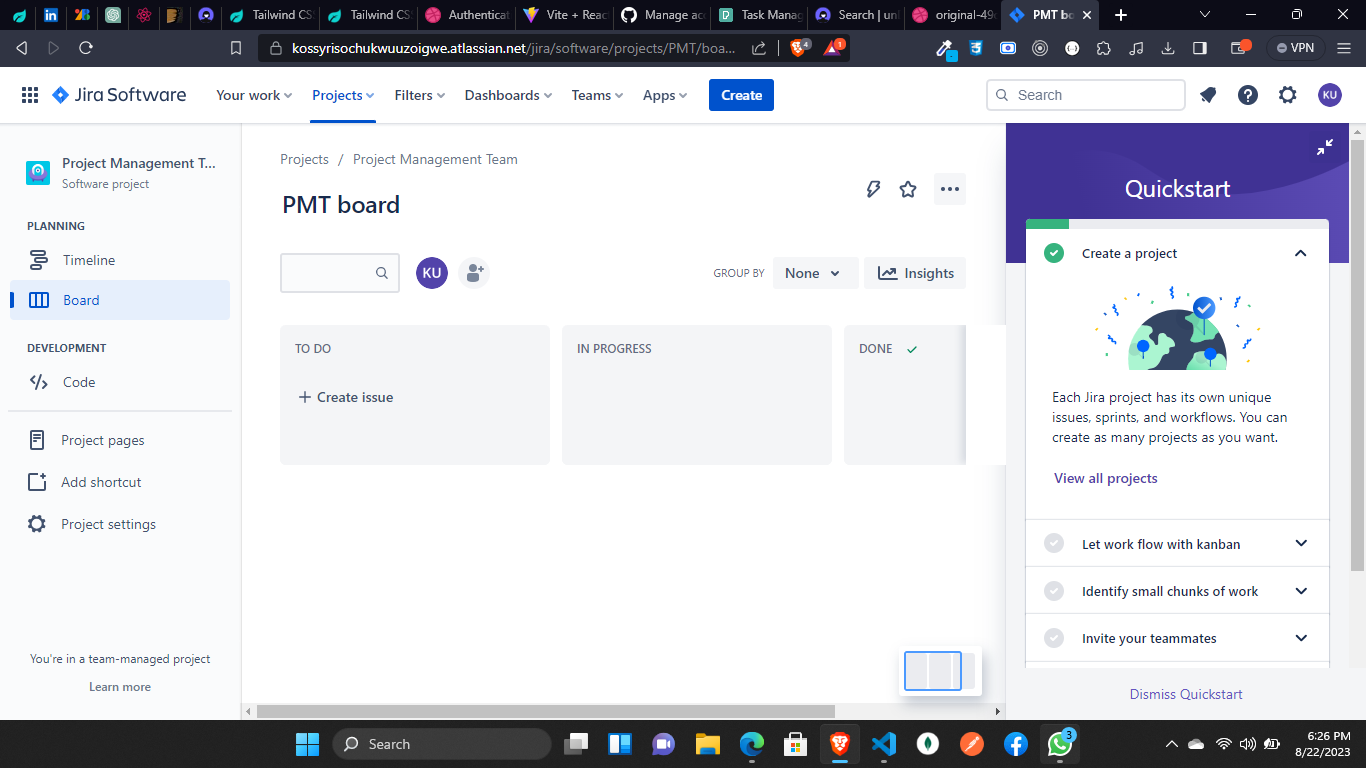 Tailwind CS
Tailwind CS
Authenticat
Vite + Reac
Manage acc
Task Manag
Search | un
original-49
PMT bo
kossyrisochukwuuzoigwe.atlassian.net/jira/software/projects/PMT/boa...
4
1
VPN
Jira Software
Your work
Projects
Filters
Dashboards
Teams
Apps
Create
Search
KU
Project Management T...
Software project
PLANNING
Timeline
Board
DEVELOPMENT
Code
Project pages
Add shortcut
Project settings
You're in a team-managed project
Learn more
Projects / Project Management Team
PMT board
KU
GROUP BY
None
Insights
TO DO
IN PROGRESS
DONE
+ Create issue
Quickstart
Create a project
Each Jira project has its own unique
issues, sprints, and workflows. You can
create as many projects as you want.
View all projects
Let work flow with kanban
Identify small chunks of work
Invite your teammates
Dismiss Quickstart
Search
3
6:26 PM
8/22/2023